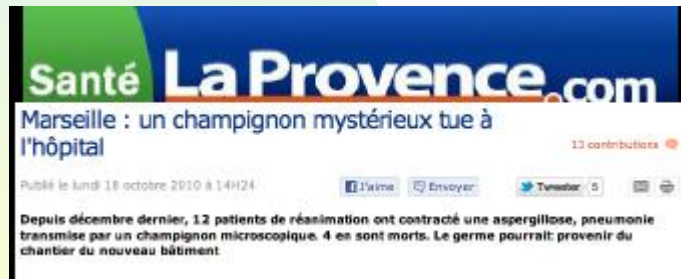 Santé La Provence.com
Marseille : un champignon mystérieux tue à
l'hôpital
13 contributions
Publié le lundi 18 octobre 2010 à 14H24
J'aime
Envoyer
Tweeter 5
Depuis décembre dernier, 12 patients de réanimation ont contracté une aspergillose, pneumonie
transmise par un champignon microscopique. 4 en sont morts. Le germe pourrait provenir du
chantier du nouveau bâtiment